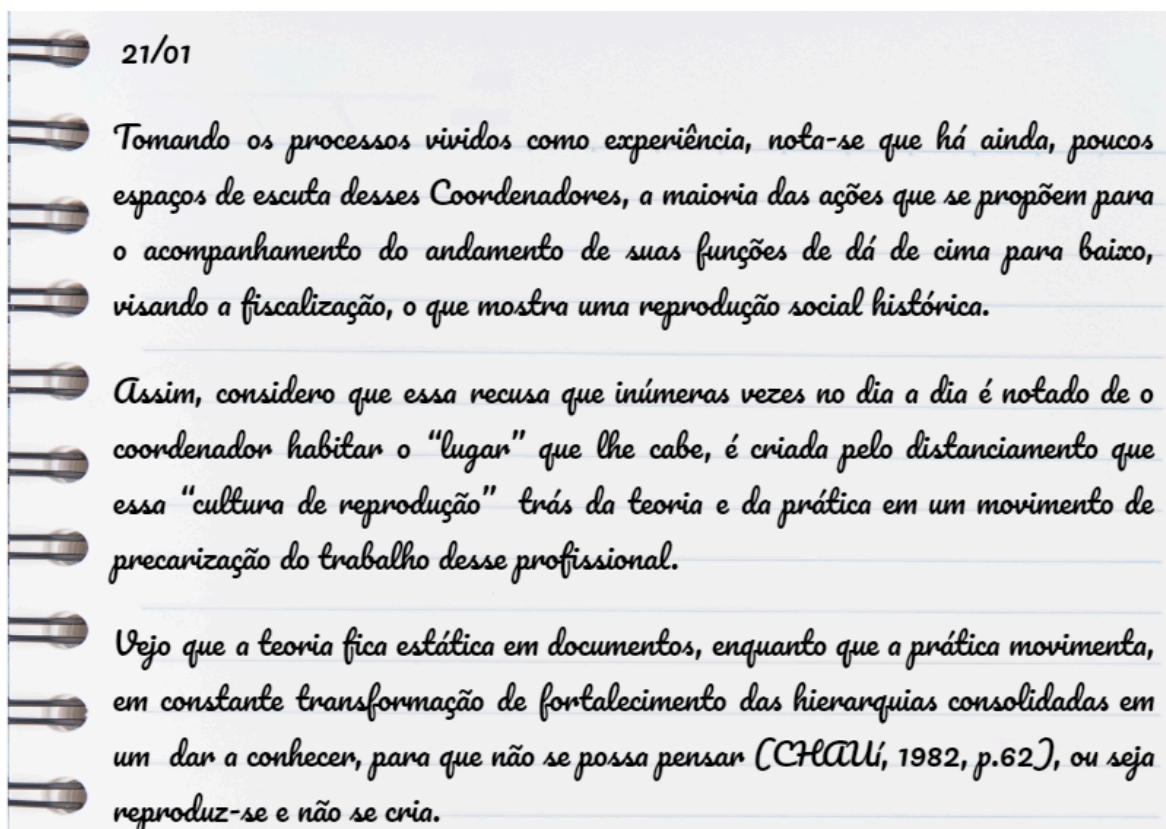 21/01
Tomando os processos vividos como experiência, nota-se que há ainda, poucos
espaços de escuta desses Coordenadores, a maioria das ações que se propõem para
o acompanhamento do andamento de suas funções de dá de cima para baixo,
visando a fiscalização, o que mostra uma reprodução social histórica.
Assim, considero que essa recusa que inúmeras vezes no dia a dia é notado de o
coordenador habitar o “lugar” que lhe cabe, é criada pelo distanciamento que
essa “cultura de reprodução” trás da teoria e da prática em um movimento de
precarização do trabalho desse profissional.
Vejo que a teoria fica estática em documentos, enquanto que a prática movimenta,
em constante transformação de fortalecimento das hierarquias consolidadas em
um dar a conhecer, para que não se possa pensar (CHAUí, 1982, p.62), ou seja
reproduz-se e não se cria.